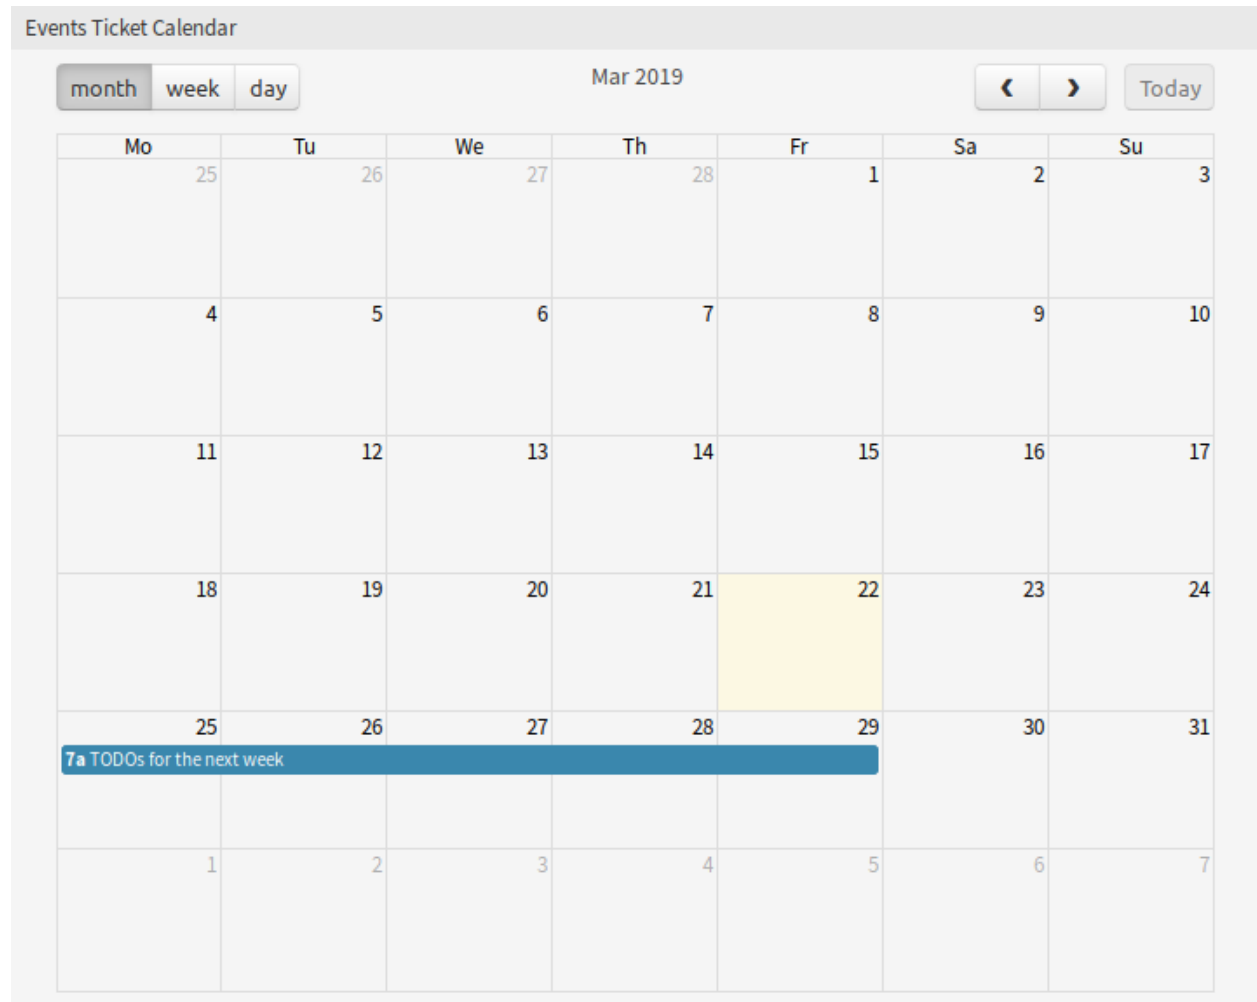 Events Ticket Calendar
month week day Mar 2019 ‹ › Today
Mo Tu We Th Fr Sa Su
25 26 27 28 1 2 3
4 5 6 7 8 9 10
11 12 13 14 15 16 17
18 19 20 21 22 23 24
25 26 27 28 29 30 31
7a TODOs for the next week
1 2 3 4 5 6 7